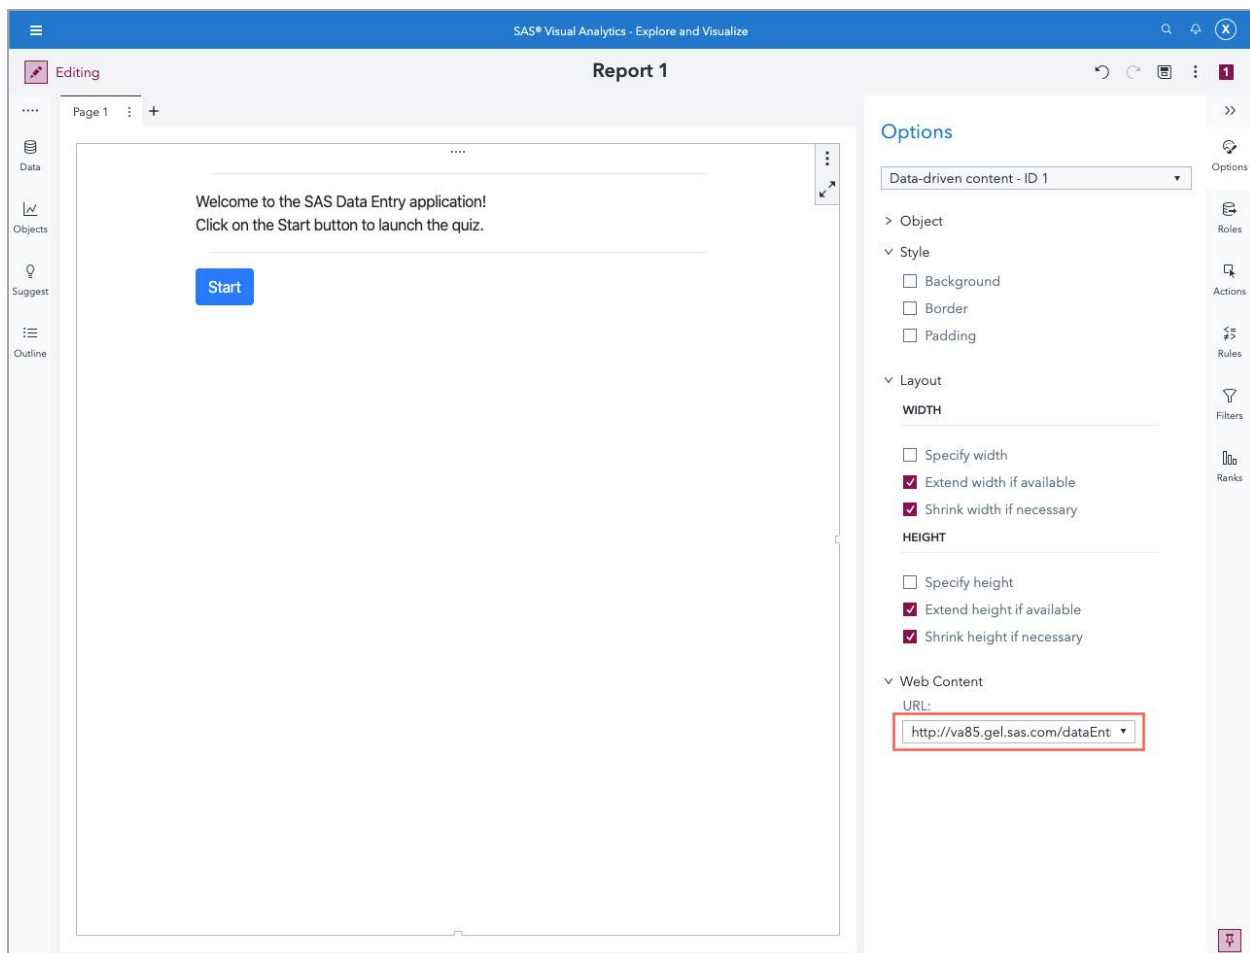 SAS® Visual Analytics - Explore and Visualize
X
Editing
Report 1
1
Page 1
Data
Objects
Suggest
Outline
Welcome to the SAS Data Entry application!
Click on the Start button to launch the quiz.
Start
Options
Data-driven content - ID 1
Object
Style
Background
Border
Padding
Layout
WIDTH
Specify width
Extend width if available
Shrink width if necessary
HEIGHT
Specify height
Extend height if available
Shrink height if necessary
Web Content
URL:
http://va85.gel.sas.com/dataEnt
Options
Roles
Actions
Rules
Filters
Ranks